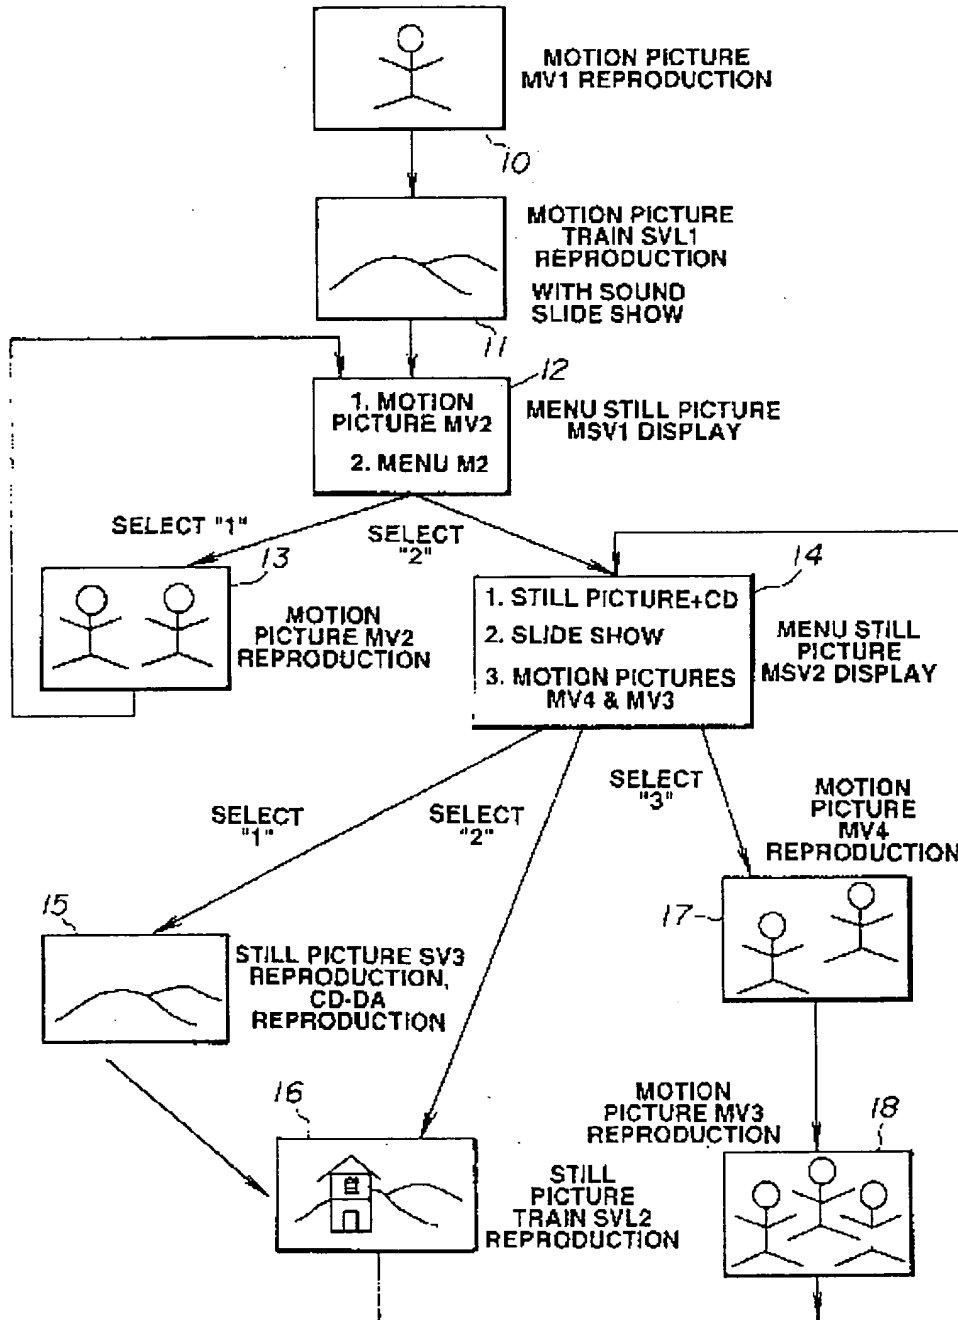 MOTION PICTURE
MV1 REPRODUCTION
10
MOTION PICTURE
TRAIN SVL1
REPRODUCTION
WITH SOUND
SLIDE SHOW
11
12
1. MOTION
PICTURE MV2
2. MENU M2
MENU STILL PICTURE
MSV1 DISPLAY
SELECT "1"
SELECT
"2"
13
MOTION
PICTURE MV2
REPRODUCTION
14
1. STILL PICTURE+CD
2. SLIDE SHOW
3. MOTION PICTURES
MV4 & MV3
MENU STILL
PICTURE
MSV2 DISPLAY
SELECT
"1"
SELECT
"2"
SELECT
"3"
MOTION
PICTURE
MV4
REPRODUCTION
15
STILL PICTURE SV3
REPRODUCTION,
CD-DA
REPRODUCTION
17
16
STILL
PICTURE
TRAIN SVL2
REPRODUCTION
MOTION
PICTURE MV3
REPRODUCTION
18